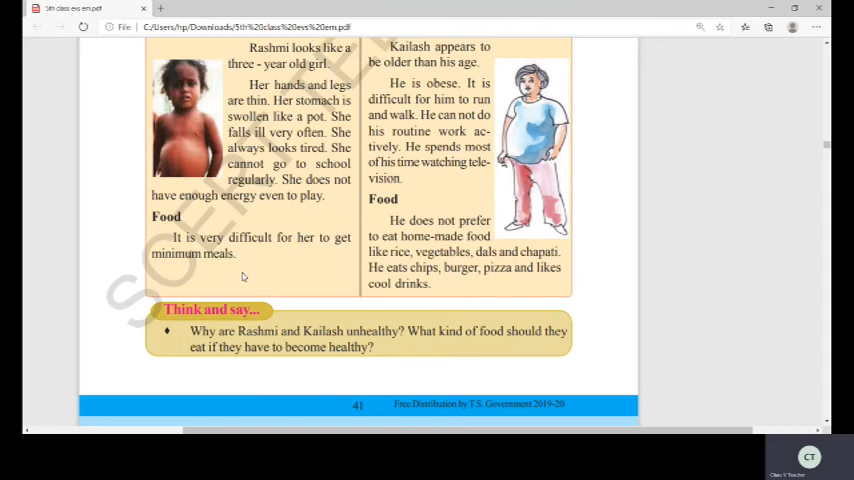 5th class evs em.pdf
File
C:/Users/hp/Downloads/5th%20class%20evs%20em.pdf
Rashmi looks like a
three - year old girl.
Her hands and legs
are thin. Her stomach is
swollen like a pot. She
falls ill very often. She
always looks tired. She
cannot go to school
regularly. She does not
have enough energy even to play.
Food
It is very difficult for her to get
minimum meals.
Kailash appears to
be older than his age.
He is obese. It is
difficult for him to run
and walk. He can not do
his routine work ac-
tively. He spends most
of his time watching tele-
vision.
Food
He does not prefer
to eat home-made food
like rice, vegetables, dals and chapati.
He eats chips, burger, pizza and likes
cool drinks.
Think and say...
♦ Why are Rashmi and Kailash unhealthy? What kind of food should they
eat if they have to become healthy?
41
Free Distribution by T.S. Government 2019-20
CT
Class V Teacher